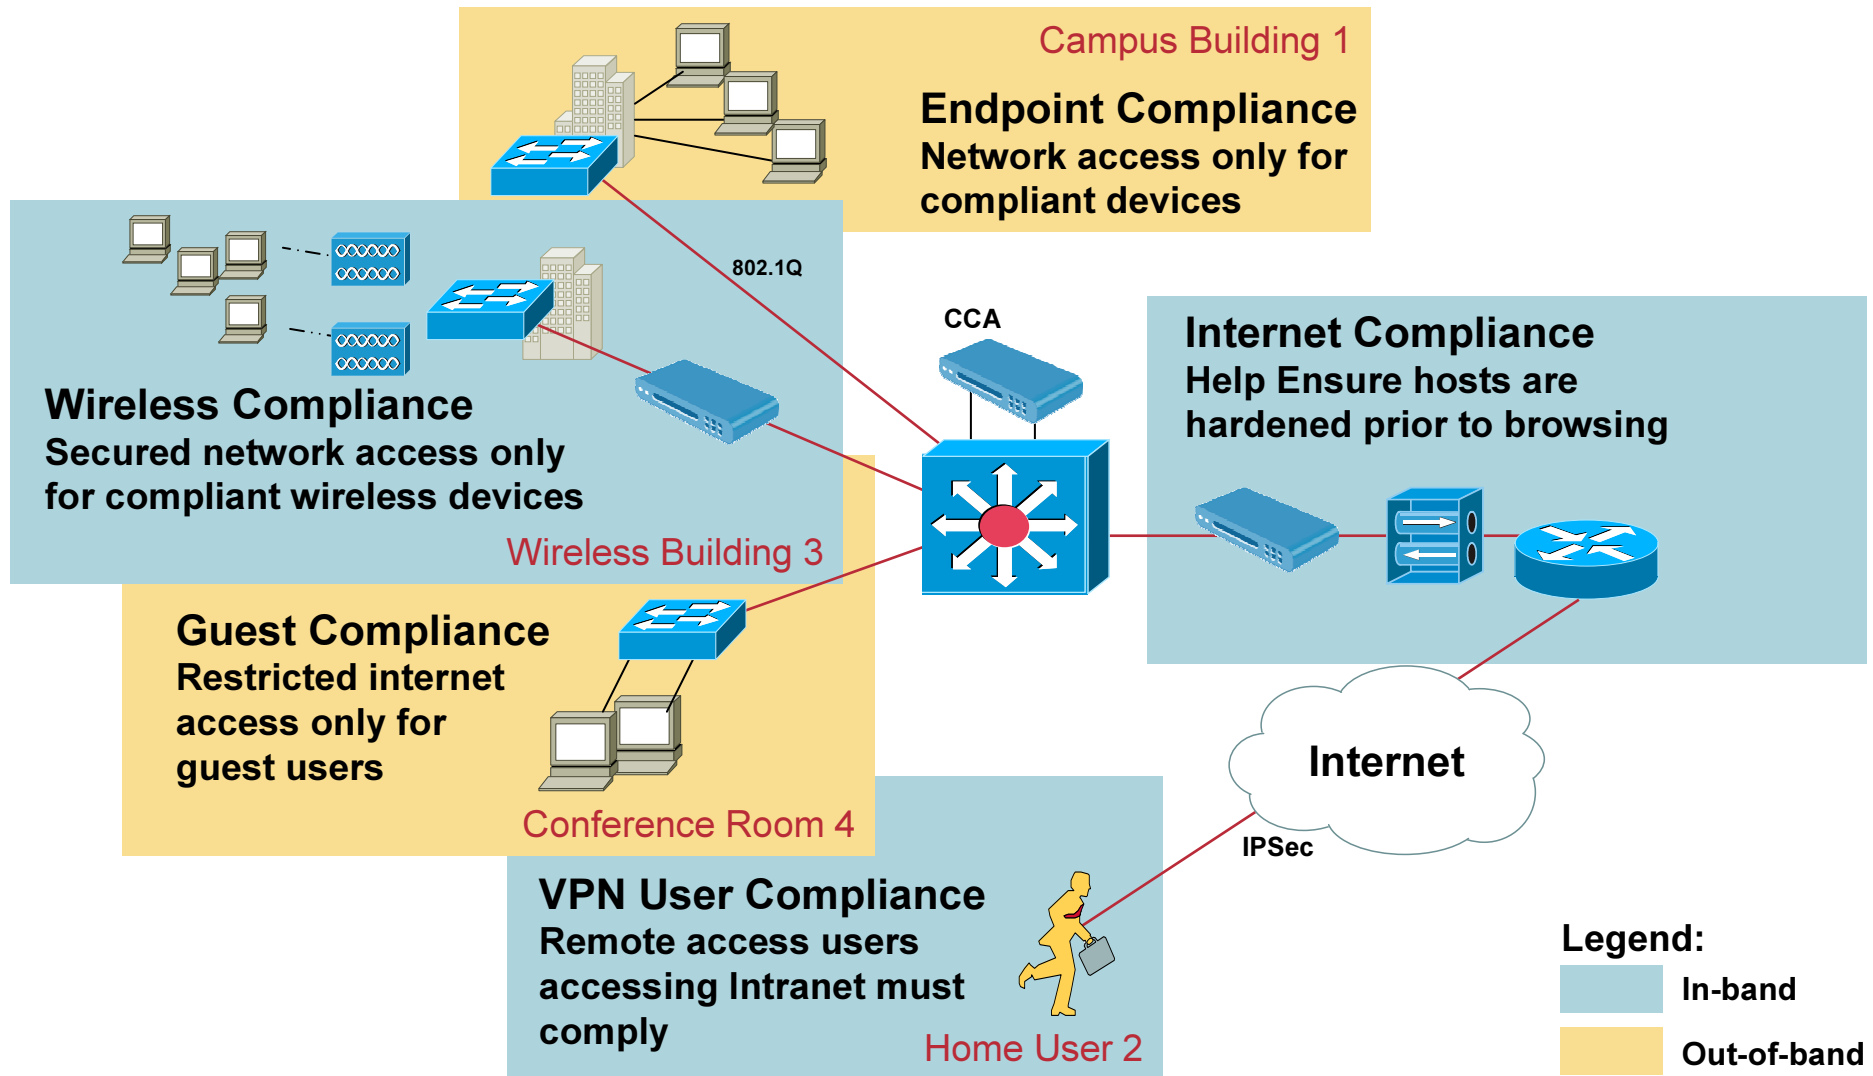 Campus Building 1
Endpoint Compliance
Network access only for
compliant devices
802.1Q
CCA
Wireless Compliance
Secured network access only
for compliant wireless devices
Wireless Building 3
Internet Compliance
Help Ensure hosts are
hardened prior to browsing
Guest Compliance
Restricted internet
access only for
guest users
Conference Room 4
Internet
IPSec
VPN User Compliance
Remote access users
accessing Intranet must
comply
Home User 2
Legend:
In-band
Out-of-band